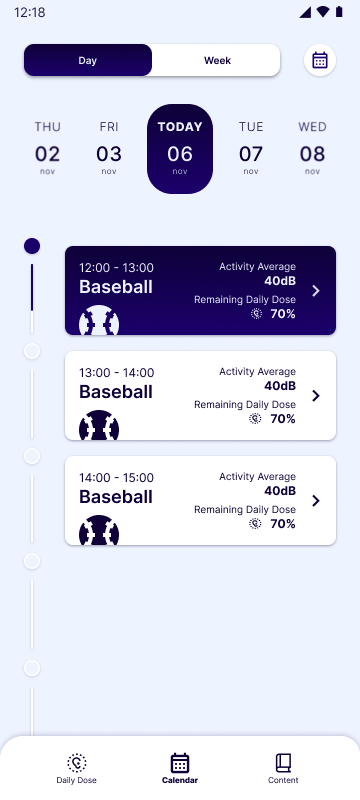 12:18
Day
Week
THU
02
nov
FRI
03
nov
TODAY
06
nov
TUE
07
nov
WED
08
nov
12:00 - 13:00
Baseball
Activity Average
40dB
Remaining Daily Dose
70%
13:00 - 14:00
Baseball
Activity Average
40dB
Remaining Daily Dose
70%
14:00 - 15:00
Baseball
Activity Average
40dB
Remaining Daily Dose
70%
Daily Dose
Calendar
Content